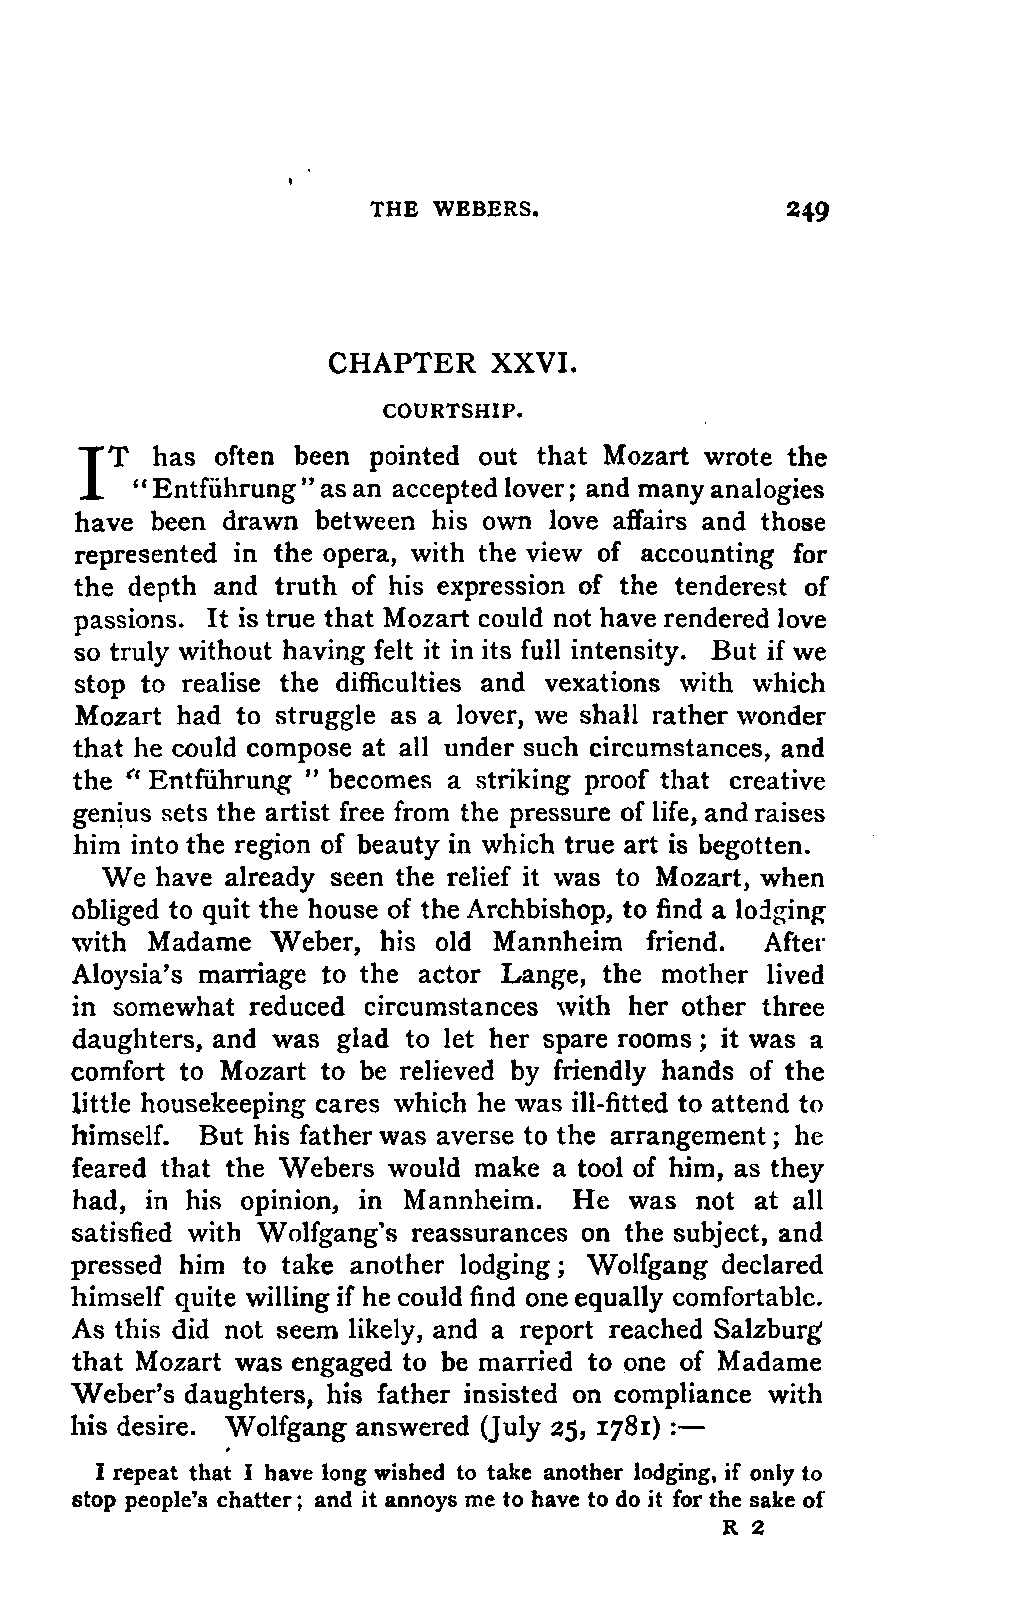 THE WEBERS. 249
CHAPTER XXVI.
COURTSHIP.
IT has often been pointed out that Mozart wrote the
"Entführung" as an accepted lover; and many analogies
have been drawn between his own love affairs and those
represented in the opera, with the view of accounting for
the depth and truth of his expression of the tenderest of
passions. It is true that Mozart could not have rendered love
so truly without having felt it in its full intensity. But if we
stop to realise the difficulties and vexations with which
Mozart had to struggle as a lover, we shall rather wonder
that he could compose at all under such circumstances, and
the "Entführung" becomes a striking proof that creative
genius sets the artist free from the pressure of life, and raises
him into the region of beauty in which true art is begotten.
We have already seen the relief it was to Mozart, when
obliged to quit the house of the Archbishop, to find a lodging
with Madame Weber, his old Mannheim friend. After
Aloysia's marriage to the actor Lange, the mother lived
in somewhat reduced circumstances with her other three
daughters, and was glad to let her spare rooms; it was a
comfort to Mozart to be relieved by friendly hands of the
little housekeeping cares which he was ill-fitted to attend to
himself. But his father was averse to the arrangement; he
feared that the Webers would make a tool of him, as they
had, in his opinion, in Mannheim. He was not at all
satisfied with Wolfgang's reassurances on the subject, and
pressed him to take another lodging; Wolfgang declared
himself quite willing if he could find one equally comfortable.
As this did not seem likely, and a report reached Salzburg
that Mozart was engaged to be married to one of Madame
Weber's daughters, his father insisted on compliance with
his desire. Wolfgang answered (July 25, 1781):—
I repeat that I have long wished to take another lodging, if only to
stop people's chatter; and it annoys me to have to do it for the sake of
R 2